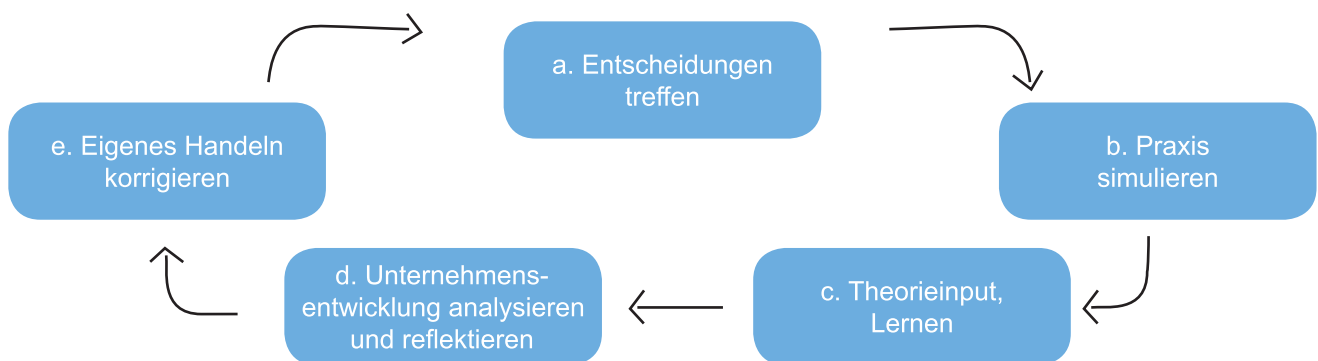 a. Entscheidungen
treffen
b. Praxis
simulieren
c. Theorieinput,
Lernen
d. Unternehmens-
entwicklung analysieren
und reflektieren
e. Eigenes Handeln
korrigieren